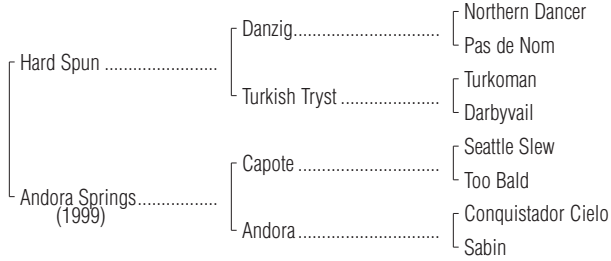 Northern Dancer
Danzig........................................
Pas de Nom
Hard Spun .......................
Turkoman
Turkish Tryst ...........................
Darbyvail
Seattle Slew
Capote ......................................
Too Bald
Andora Springs................
(1999)
Conquistador Cielo
Andora......................................
Sabin